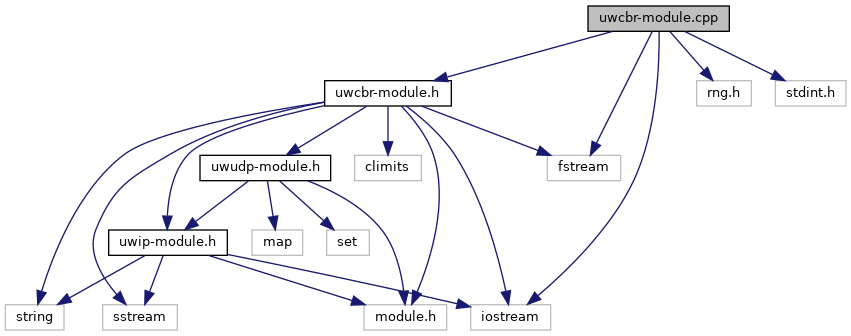 uwcbr-module.cpp
uwcbr-module.h
rng.h
stdint.h
uwudp-module.h
climits
fstream
uwip-module.h
map
set
string
sstream
module.h
iostream